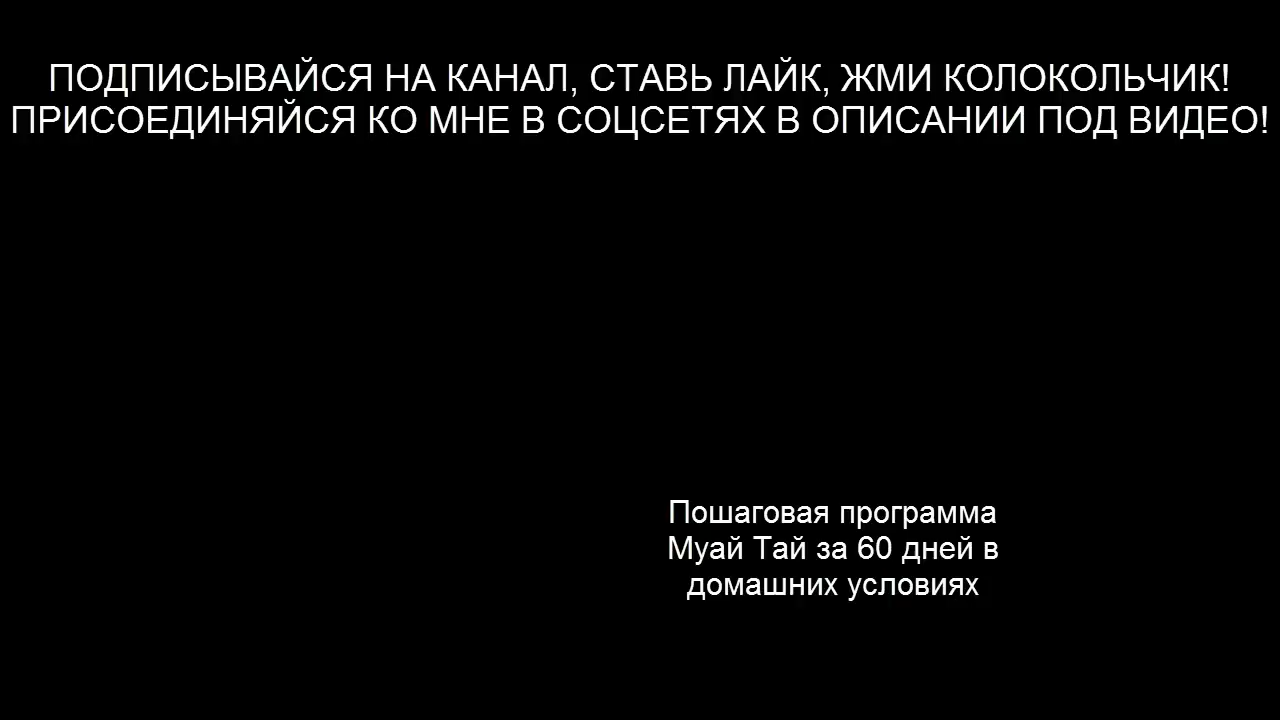 ПОДПИСЫВАЙСЯ НА КАНАЛ, СТАВЬ ЛАЙК, ЖМИ КОЛОКОЛЬЧИК!
ПРИСОЕДИНЯЙСЯ КО МНЕ В СОЦСЕТЯХ В ОПИСАНИИ ПОД ВИДЕО!
Пошаговая программа
Муай Тай за 60 дней в
домашних условиях